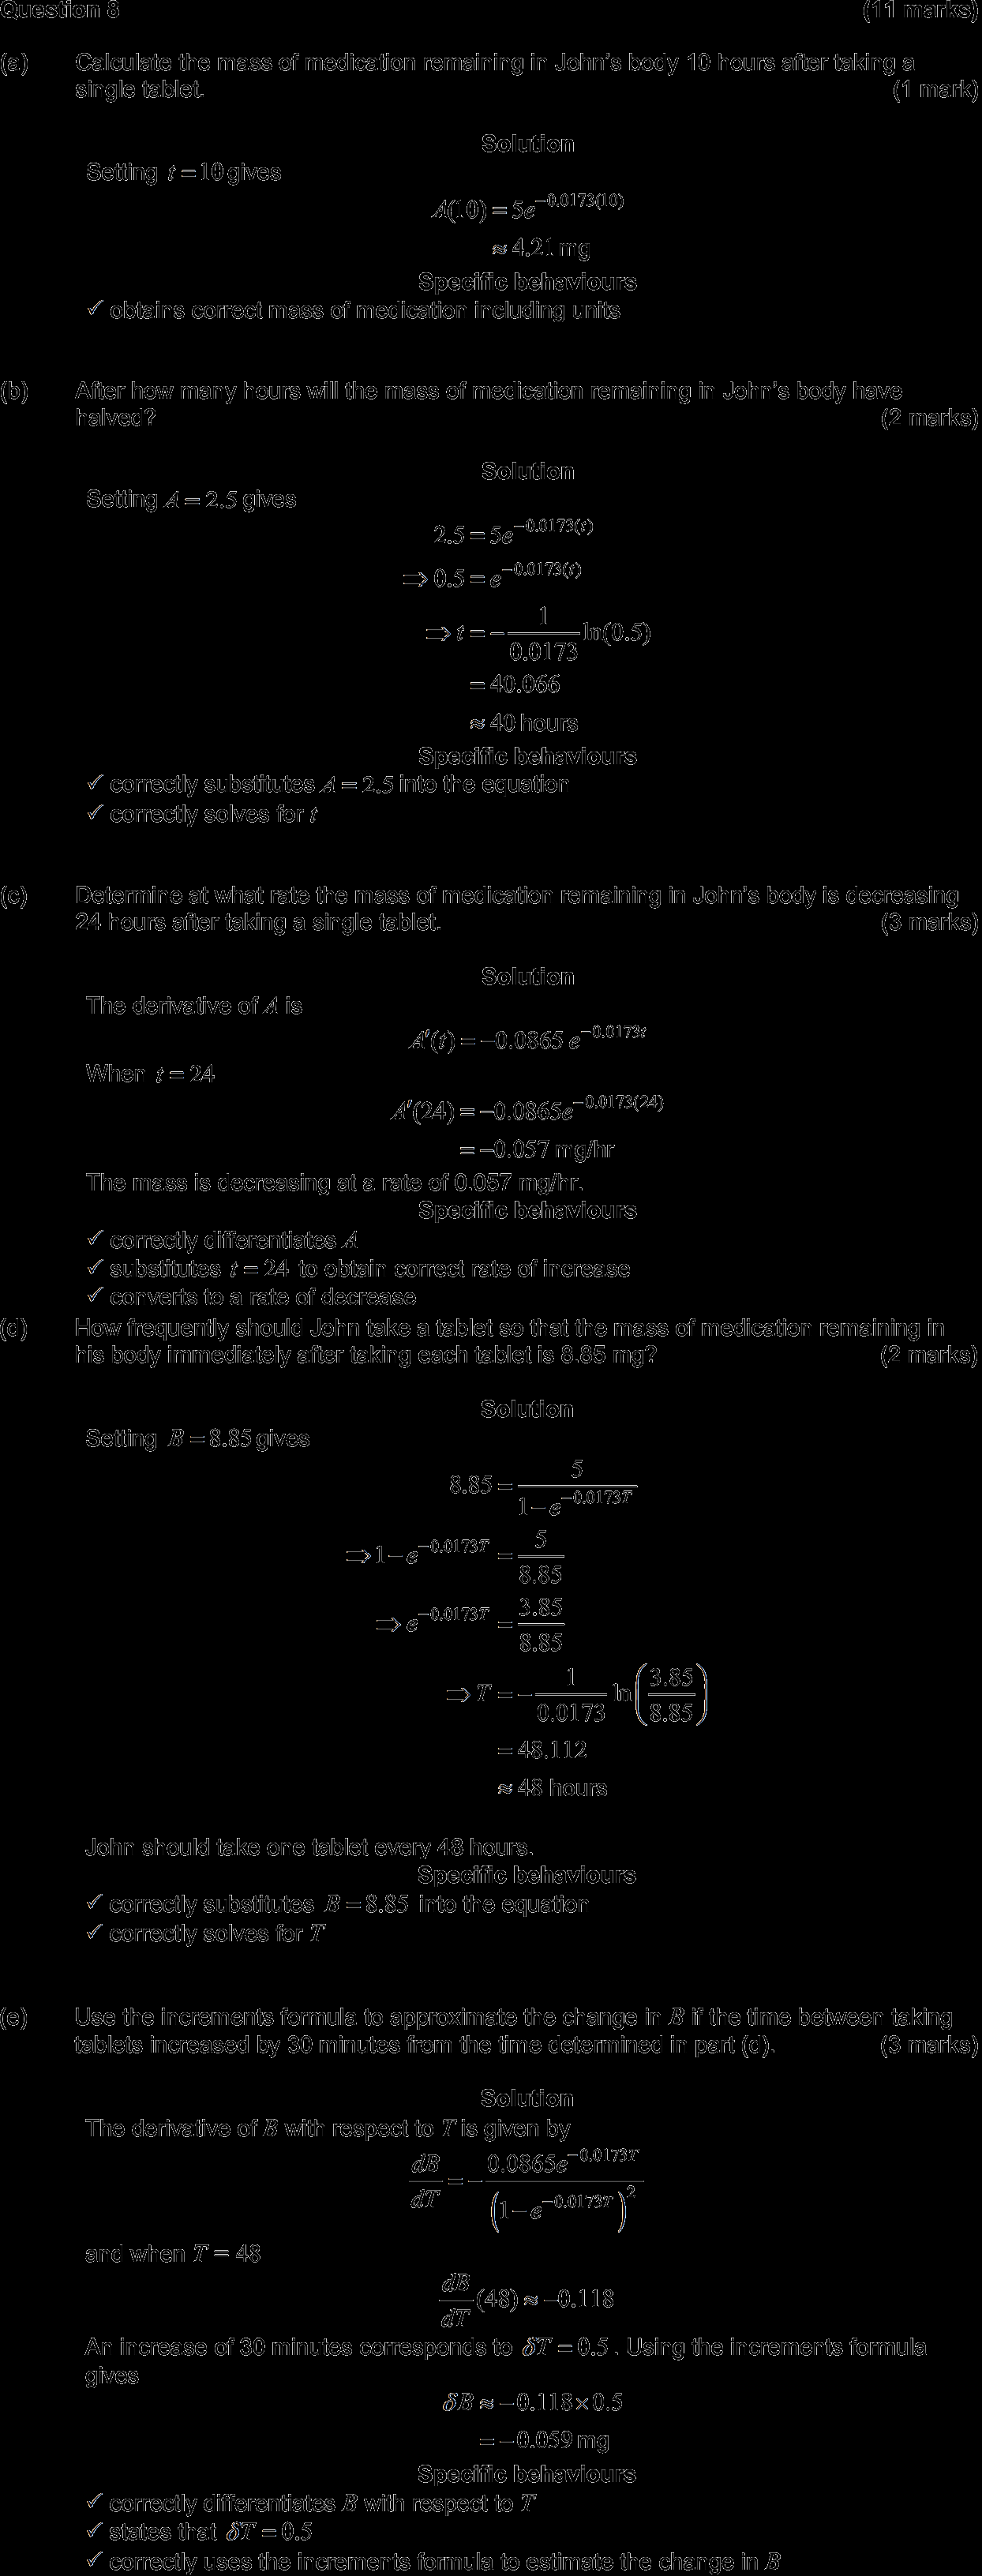 Question 8 (11 marks)
(a) Calculate the mass of medication remaining in John's body 10 hours after taking a
single tablet. (1 mark)
Solution
Setting t = 10 gives
A(10) = 5e^{-0.0173(10)}
≈ 4.21 mg
Specific behaviours
✓ obtains correct mass of medication including units
(b) After how many hours will the mass of medication remaining in John's body have
halved? (2 marks)
Solution
Setting A = 2.5 gives
2.5 = 5e^{-0.0173(t)}
⇒ 0.5 = e^{-0.0173(t)}
⇒ t = -\frac{1}{0.0173} ln(0.5)
= 40.066
≈ 40 hours
Specific behaviours
✓ correctly substitutes A = 2.5 into the equation
✓ correctly solves for t
(c) Determine at what rate the mass of medication remaining in John's body is decreasing
24 hours after taking a single tablet. (3 marks)
Solution
The derivative of A is
A'(t) = -0.0865 e^{-0.0173t}
When t = 24
A'(24) = -0.0865e^{-0.0173(24)}
= -0.057 mg/hr
The mass is decreasing at a rate of 0.057 mg/hr.
Specific behaviours
✓ correctly differentiates A
✓ substitutes t = 24 to obtain correct rate of increase
✓ converts to a rate of decrease
(d) How frequently should John take a tablet so that the mass of medication remaining in
his body immediately after taking each tablet is 8.85 mg? (2 marks)
Solution
Setting B = 8.85 gives
8.85 = \frac{5}{1 - e^{-0.0173T}}
⇒ 1 - e^{-0.0173T} = \frac{5}{8.85}
⇒ e^{-0.0173T} = \frac{3.85}{8.85}
⇒ T = -\frac{1}{0.0173} ln(\frac{3.85}{8.85})
= 48.112
≈ 48 hours
John should take one tablet every 48 hours.
Specific behaviours
✓ correctly substitutes B = 8.85 into the equation
✓ correctly solves for T
(e) Use the increments formula to approximate the change in B if the time between taking
tablets increased by 30 minutes from the time determined in part (d). (3 marks)
Solution
The derivative of B with respect to T is given by
\frac{dB}{dT} = -\frac{0.0865e^{-0.0173T}}{(1 - e^{-0.0173T})^2}
and when T = 48
\frac{dB}{dT}(48) ≈ -0.118
An increase of 30 minutes corresponds to δT = 0.5. Using the increments formula
gives
δB ≈ -0.118 × 0.5
= -0.059 mg
Specific behaviours
✓ correctly differentiates B with respect to T
✓ states that δT = 0.5
✓ correctly uses the increments formula to estimate the change in B